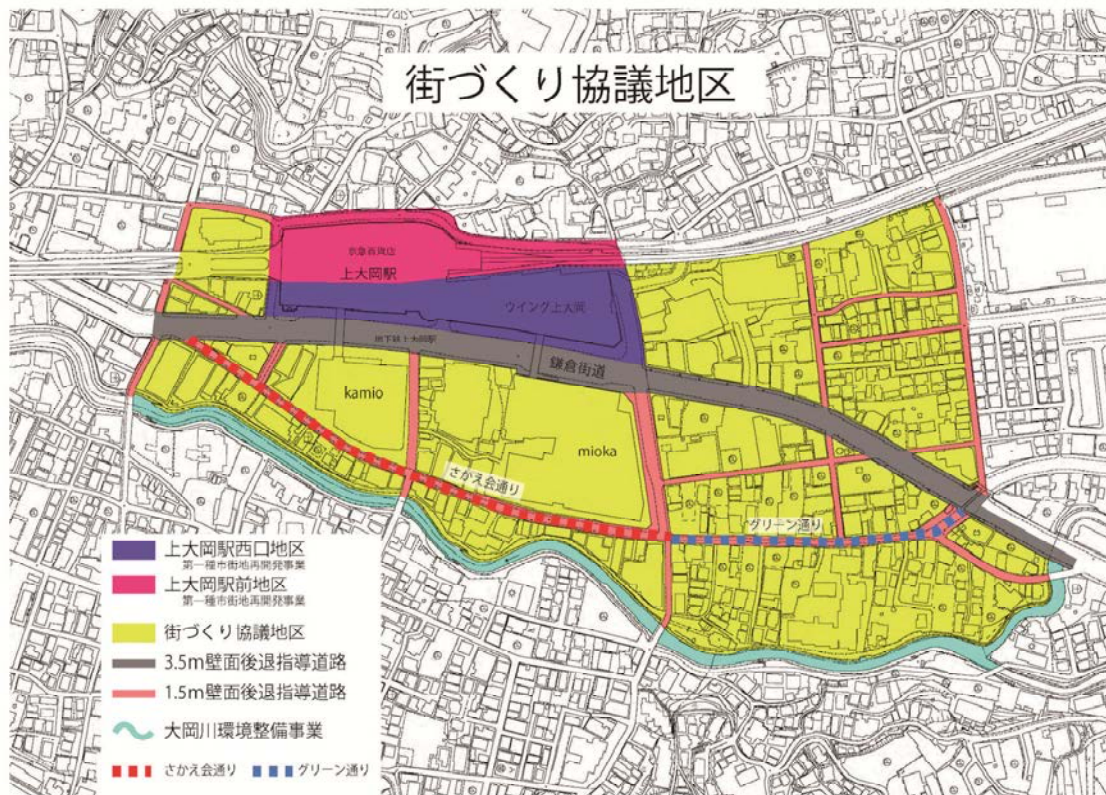 街づくり協議地区
京急百貨店
上大岡駅
ウイング上大岡
地下鉄上大岡駅
鎌倉街道
kamio
mioka
さかえ会通り
グリーン通り
上大岡駅西口地区
第一種市街地再開発事業
上大岡駅前地区
第一種市街地再開発事業
街づくり協議地区
3.5m壁面後退指導道路
1.5m壁面後退指導道路
大岡川環境整備事業
さかえ会通り グリーン通り